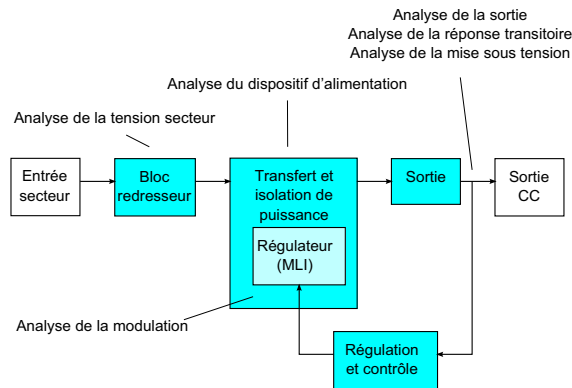 Analyse de la sortie
Analyse de la réponse transitoire
Analyse de la mise sous tension
Analyse du dispositif d'alimentation
Analyse de la tension secteur
Entrée
secteur
Bloc
redresseur
Transfert et
isolation de
puissance
Régulateur
(MLI)
Sortie
Sortie
CC
Analyse de la modulation
Régulation
et contrôle